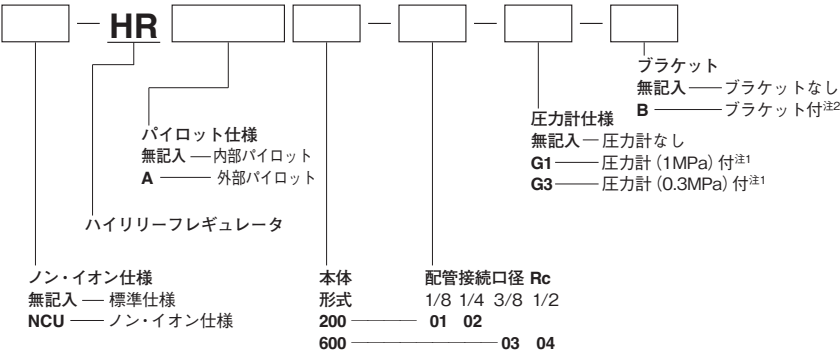 — HR — — —
ブラケット
無記入 ── ブラケットなし
B ──── ブラケット付注2
圧力計仕様
無記入 ─ 圧力計なし
G1 ── 圧力計(1MPa)付注1
G3 ── 圧力計(0.3MPa)付注1
パイロット仕様
無記入 ─ 内部パイロット
A ─── 外部パイロット
ハイリリーフレギュレータ
ノン・イオン仕様
無記入 ─ 標準仕様
NCU ── ノン・イオン仕様
本体 配管接続口径 Rc
形式 1/8 1/4 3/8 1/2
200 ──── 01 02
600 ──────── 03 04